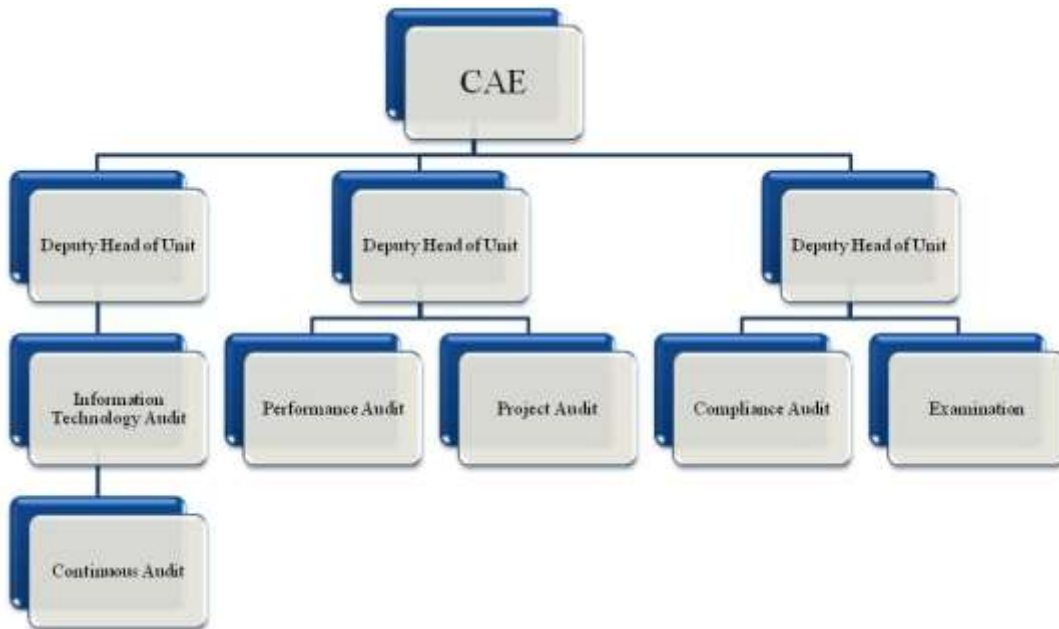 CAE
Deputy Head of Unit
Deputy Head of Unit
Deputy Head of Unit
Information
Technology Audit
Performance Audit
Project Audit
Compliance Audit
Examination
Continuous Audit